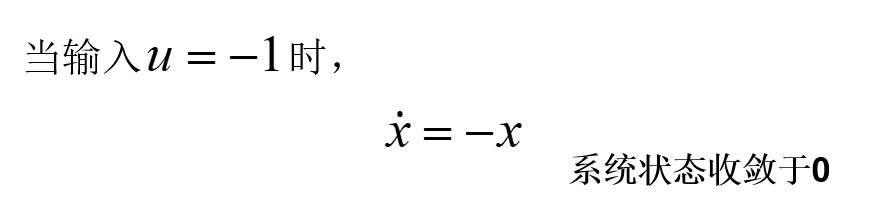 当输入u = −1时，
ẋ = −x
系统状态收敛于0